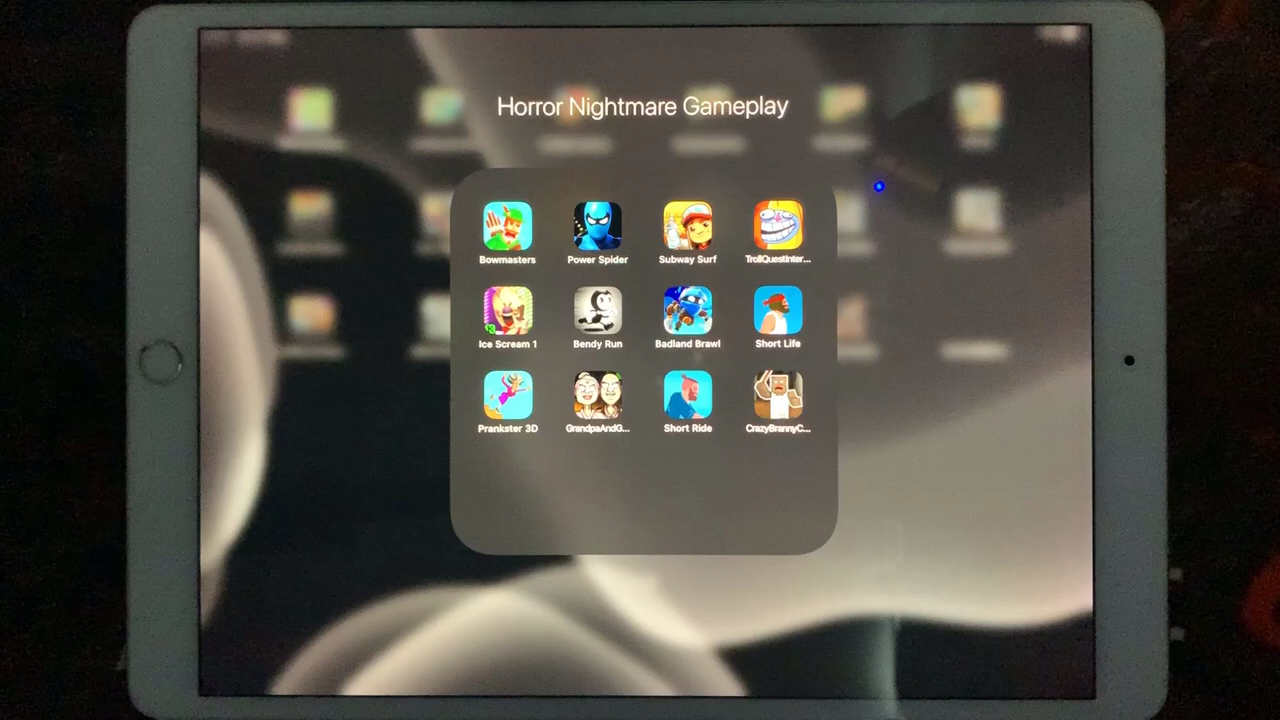 Horror Nightmare Gameplay
Bowmasters Power Spider Subway Surf TrollQuestInter...
Ice Scream 1 Bendy Run Badland Brawl Short Life
Prankster 3D GrandpaAndG... Short Ride CrazyBrannyC...